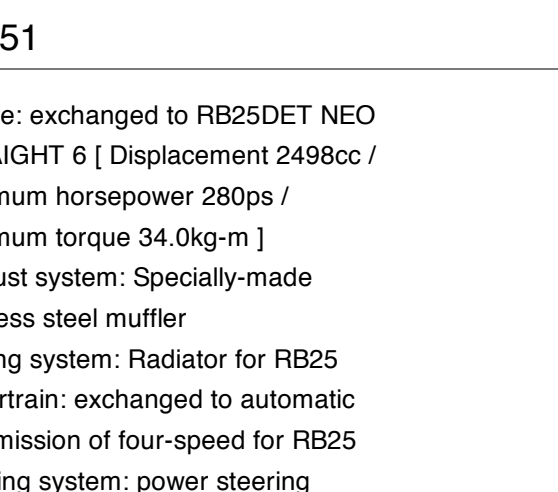 51
e: exchanged to RB25DET NEO
AIGHT 6 [ Displacement 2498cc /
mum horsepower 280ps /
mum torque 34.0kg-m ]
ust system: Specially-made
ess steel muffler
ng system: Radiator for RB25
rtrain: exchanged to automatic
mission of four-speed for RB25
ing system: power steering